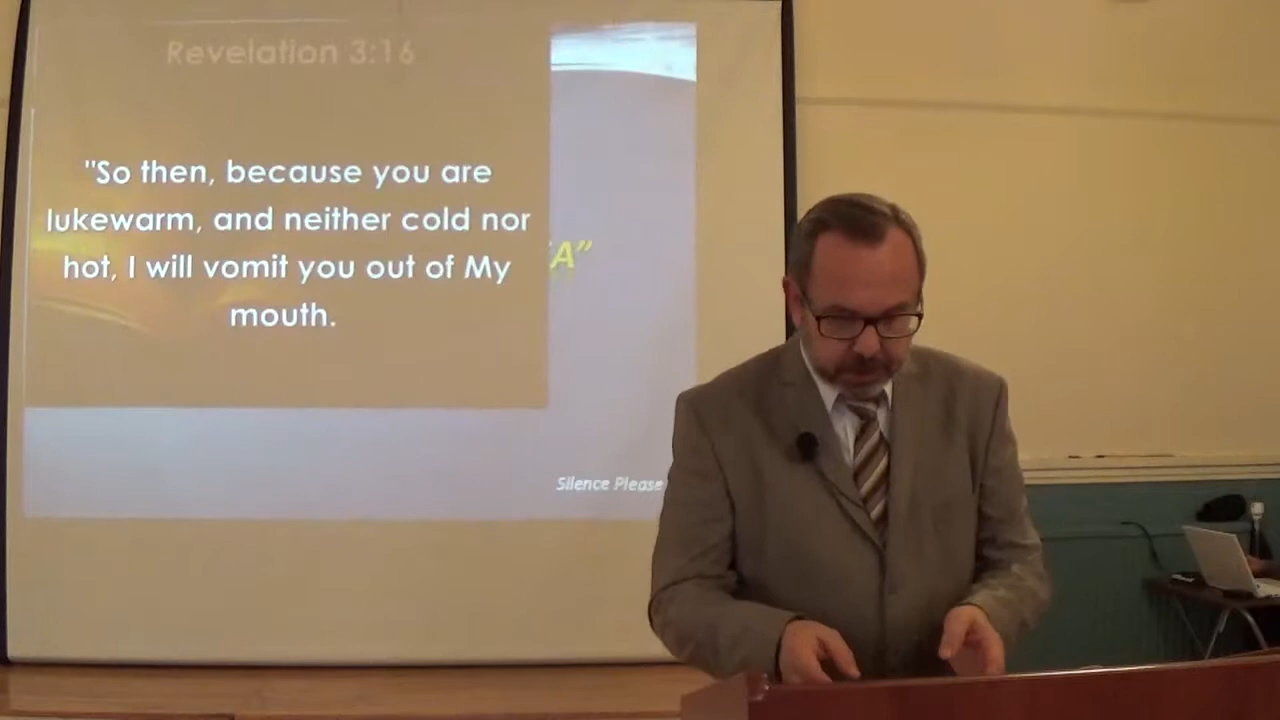 Revelation 3:16
"So then, because you are
lukewarm, and neither cold nor
hot, I will vomit you out of My
mouth.
A”
Silence Please